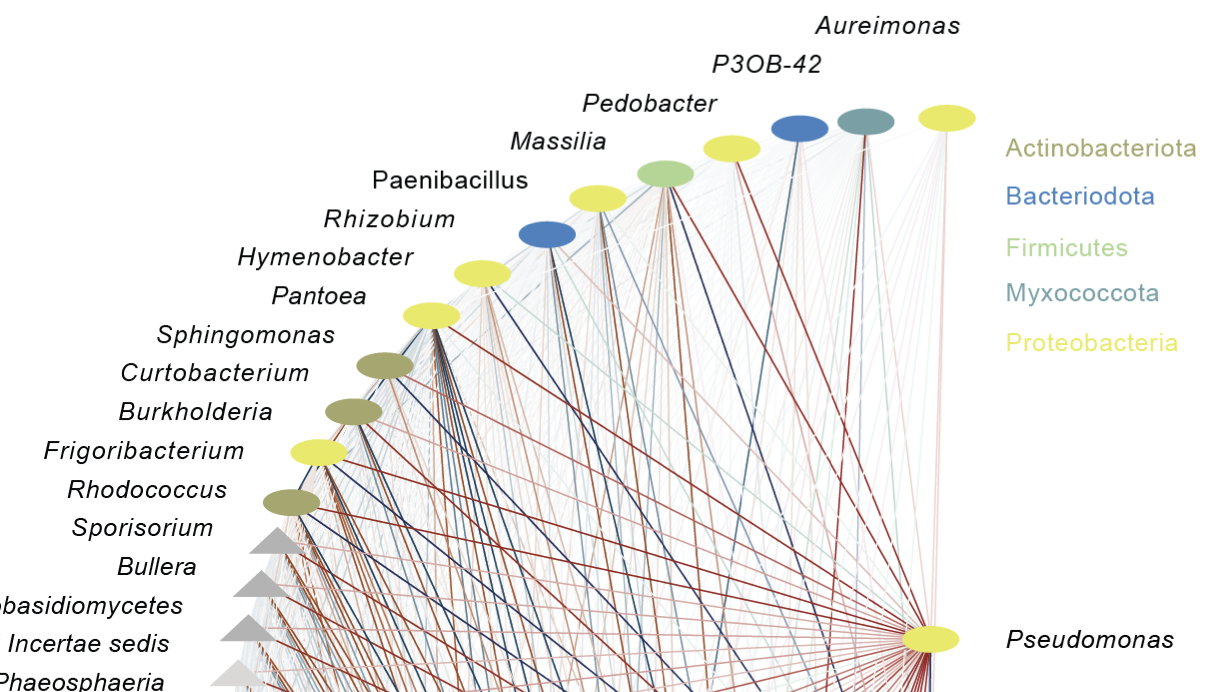 Aureimonas
P3OB-42
Pedobacter
Massilia
Paenibacillus
Rhizobium
Hymenobacter
Pantoea
Sphingomonas
Curtobacterium
Burkholderia
Frigoribacterium
Rhodococcus
Sporisorium
Bullera
obasidiomycetes
Incertae sedis
Phaeosphaeria
Actinobacteriota
Bacteriodota
Firmicutes
Myxococcota
Proteobacteria
Pseudomonas